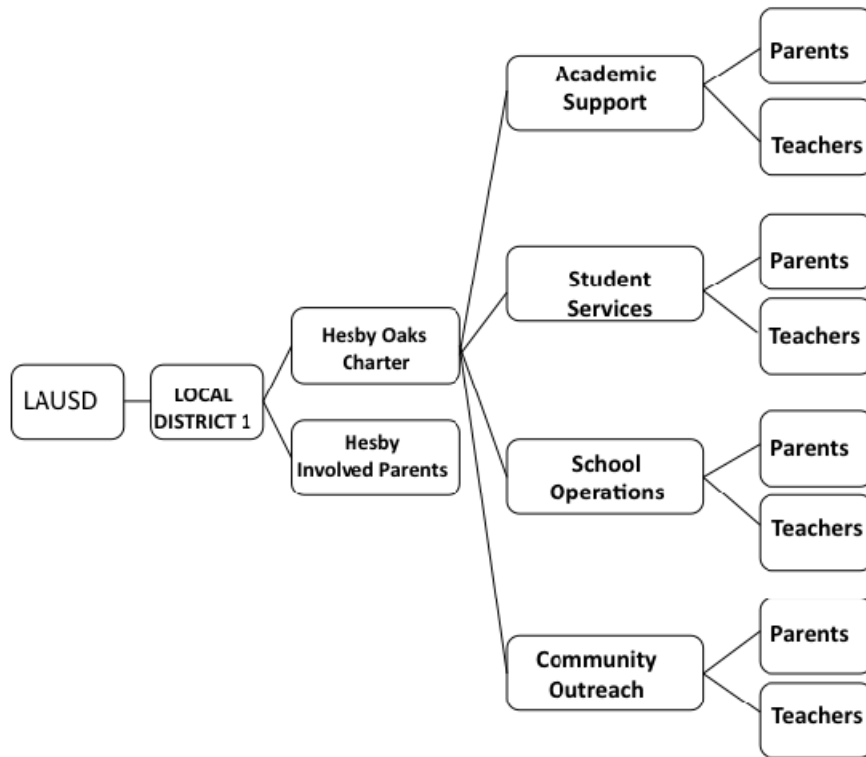 LAUSD
LOCAL
DISTRICT 1
Hesby Oaks
Charter
Hesby
Involved Parents
Academic
Support
Parents
Teachers
Student
Services
Parents
Teachers
School
Operations
Parents
Teachers
Community
Outreach
Parents
Teachers